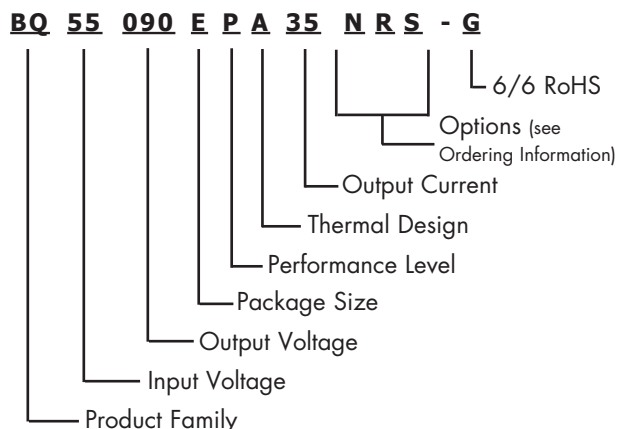 BQ 55 090 E P A 35 N R S - G
6/6 RoHS
Options (see
Ordering Information)
Output Current
Thermal Design
Performance Level
Package Size
Output Voltage
Input Voltage
Product Family